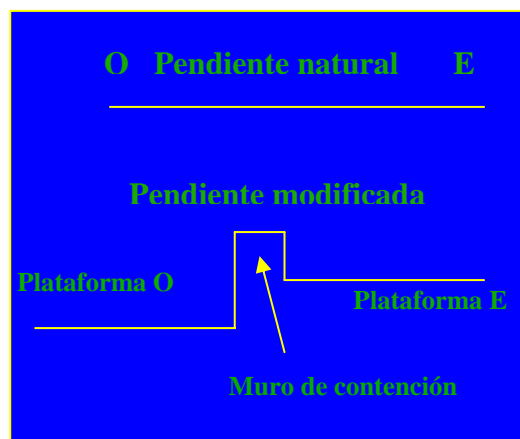 O Pendiente natural E
Pendiente modificada
Plataforma O
Plataforma E
Muro de contención